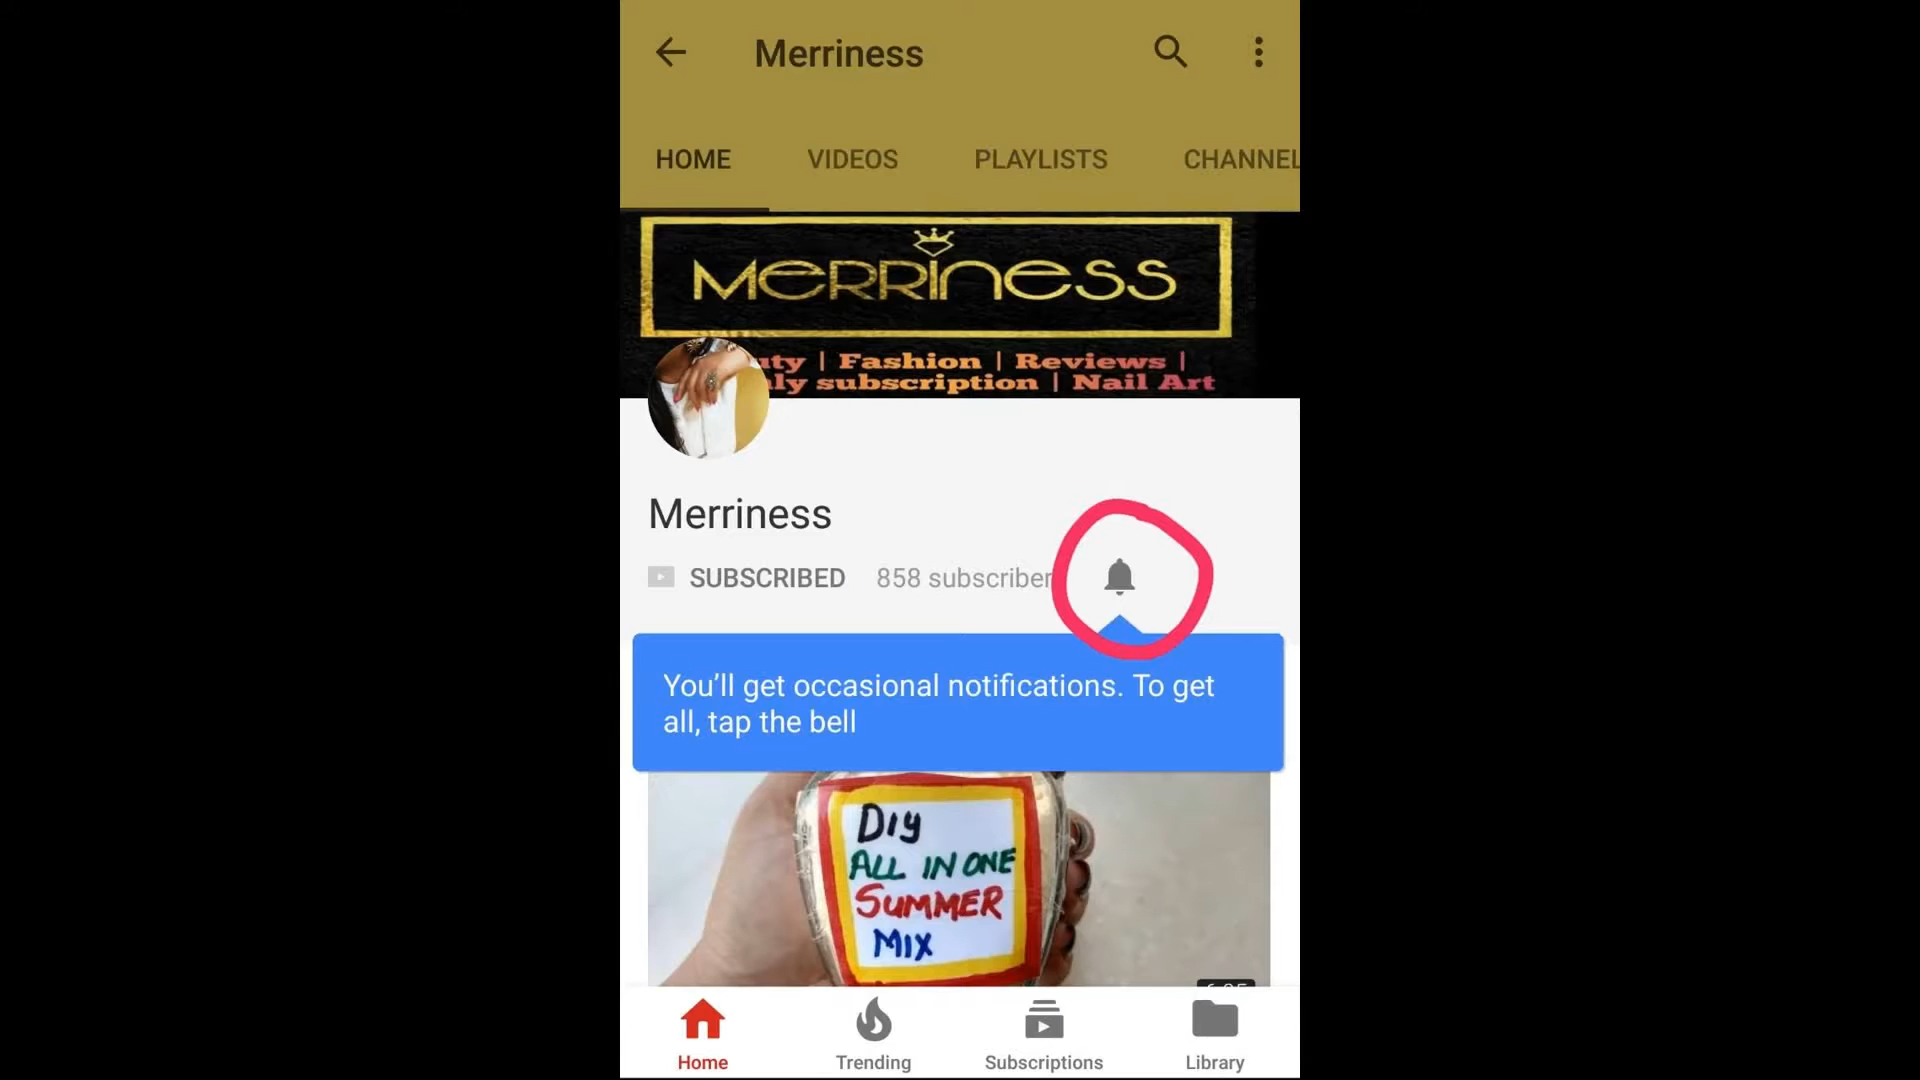 Merriness
HOME VIDEOS PLAYLISTS CHANNEL
MERRINESS
Fashion | Reviews |
subscription | Nail Art
Merriness
SUBSCRIBED 858 subscriber
You'll get occasional notifications. To get
all, tap the bell
DIY
ALL IN ONE
SUMMER
MIX
Home Trending Subscriptions Library